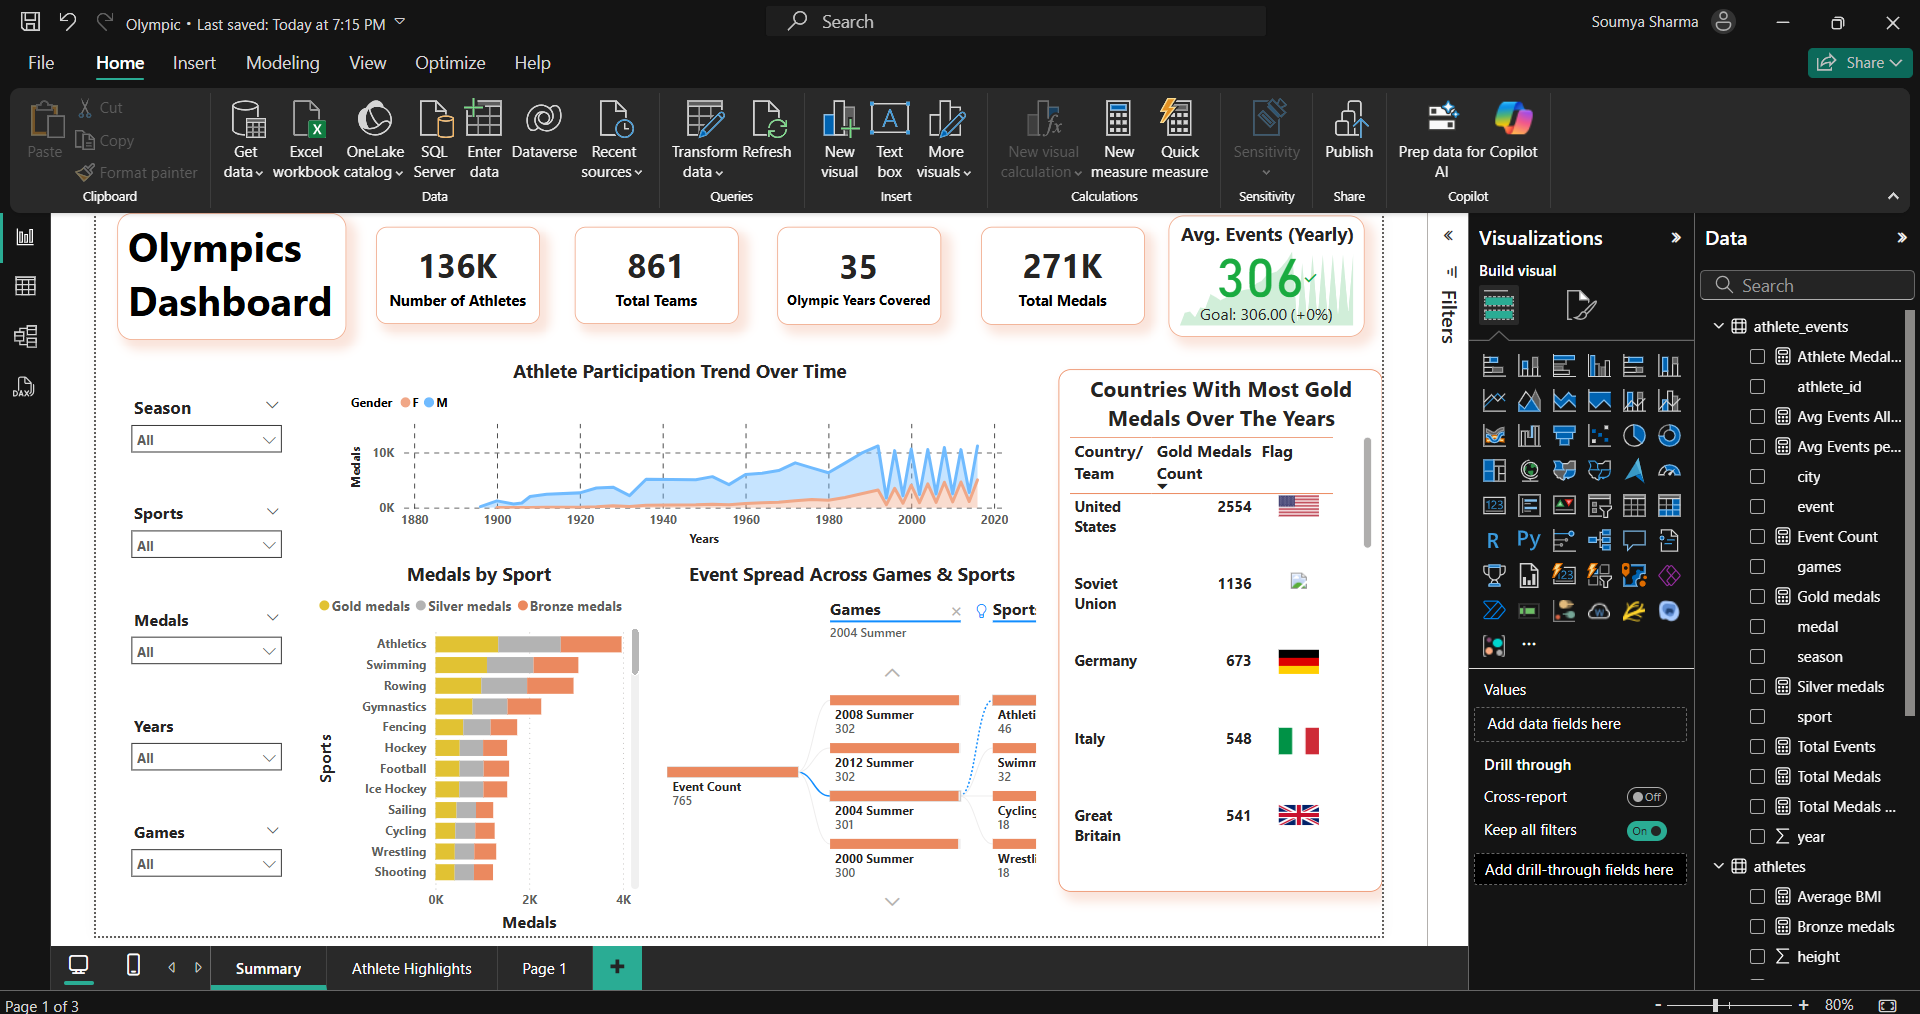 Olympic • Last saved: Today at 7:15 PM
Search
Soumya Sharma
File Home Insert Modeling View Optimize Help
Share
Paste
Cut
Copy
Format painter
Clipboard
Get data
Excel workbook
OneLake catalog
SQL Server
Enter data
Dataverse
Recent sources
Data
Transform data
Refresh
Queries
New visual
Text box
More visuals
Insert
New visual calculation
New measure
Quick measure
Calculations
Sensitivity
Sensitivity
Publish
Share
Prep data for AI
Copilot
Copilot
Olympics
Dashboard
136K
Number of Athletes
861
Total Teams
35
Olympic Years Covered
271K
Total Medals
Avg. Events (Yearly)
306
Goal: 306.00 (+0%)
Season
All
Sports
All
Medals
All
Years
All
Games
All
Athlete Participation Trend Over Time
Gender F M
Medals
10K
0K
1880 1900 1920 1940 1960 1980 2000 2020
Years
Medals by Sport
Gold medals Silver medals Bronze medals
Sports
Athletics
Swimming
Rowing
Gymnastics
Fencing
Hockey
Football
Ice Hockey
Sailing
Cycling
Wrestling
Shooting
0K 2K 4K
Medals
Event Spread Across Games & Sports
Games
2004 Summer
Sports
Event Count
765
2008 Summer
302
2012 Summer
302
2004 Summer
301
2000 Summer
300
Athleti
46
Swimm
32
Cycling
18
Wrestli
18
Countries With Most Gold
Medals Over The Years
Country/ Team
Gold Medals Count
Flag
United States 2554
Soviet Union 1136
Germany 673
Italy 548
Great Britain 541
Filters
Visualizations
Build visual
123
R
Py
123
Values
Add data fields here
Drill through
Cross-report Off
Keep all filters On
Add drill-through fields here
Data
Search
athlete_events
Athlete Medal...
athlete_id
Avg Events All...
Avg Events pe...
city
event
Event Count
games
Gold medals
medal
season
Silver medals
sport
Total Events
Total Medals
Total Medals ...
year
athletes
Average BMI
Bronze medals
height
DAX
Summary
Athlete Highlights
Page 1
Page 1 of 3
- + 80%